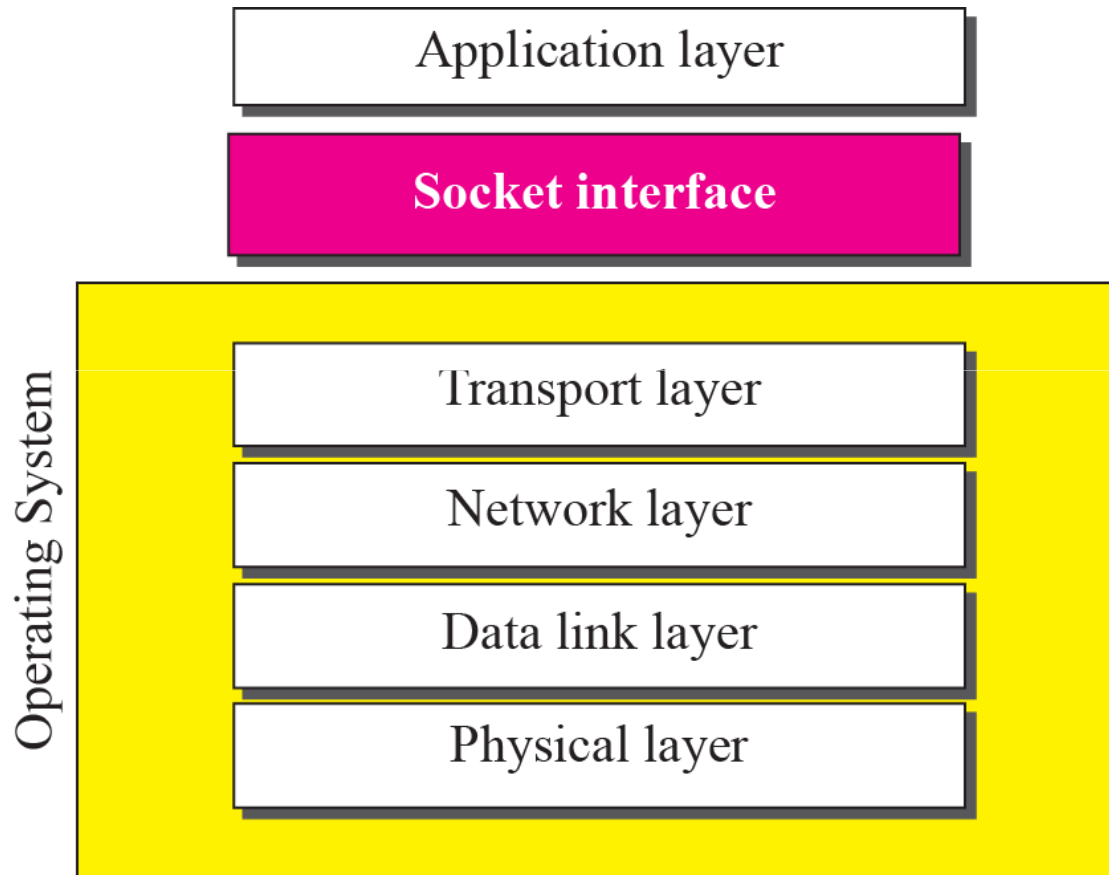 Application layer
Socket interface
Operating System
Transport layer
Network layer
Data link layer
Physical layer